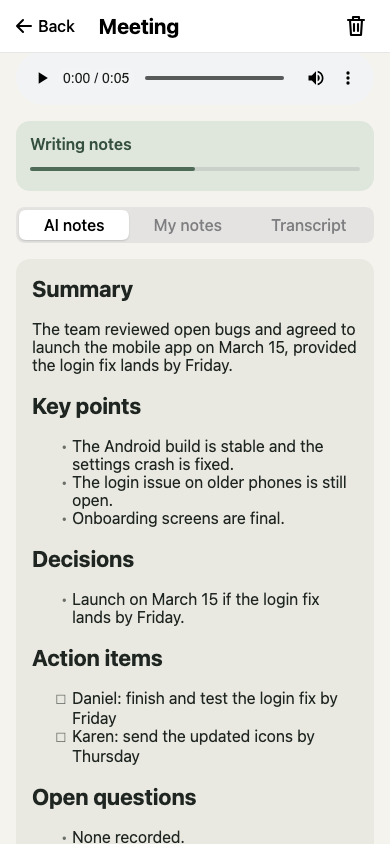 Back Meeting
0:00 / 0:05
Writing notes
AI notes My notes Transcript
Summary
The team reviewed open bugs and agreed to
launch the mobile app on March 15, provided
the login fix lands by Friday.
Key points
• The Android build is stable and the
settings crash is fixed.
• The login issue on older phones is still
open.
• Onboarding screens are final.
Decisions
• Launch on March 15 if the login fix
lands by Friday.
Action items
☐ Daniel: finish and test the login fix by
Friday
☐ Karen: send the updated icons by
Thursday
Open questions
• None recorded.